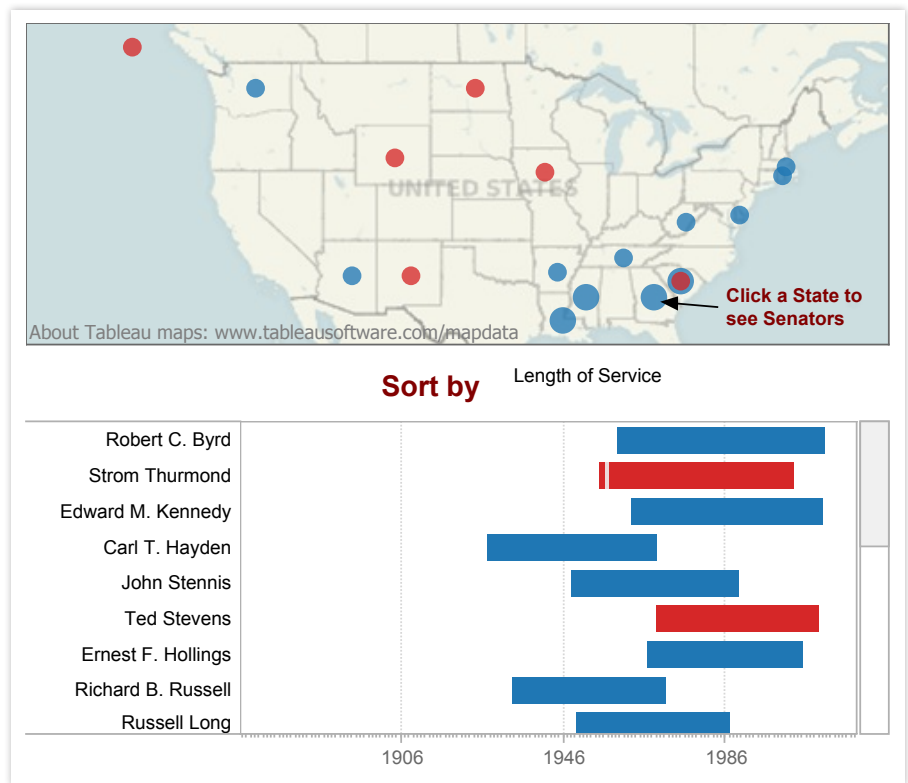 UNITED STATES
Click a State to
see Senators
About Tableau maps: www.tableausoftware.com/mapdata
Sort by
Length of Service
Robert C. Byrd
Strom Thurmond
Edward M. Kennedy
Carl T. Hayden
John Stennis
Ted Stevens
Ernest F. Hollings
Richard B. Russell
Russell Long
1906 1946 1986